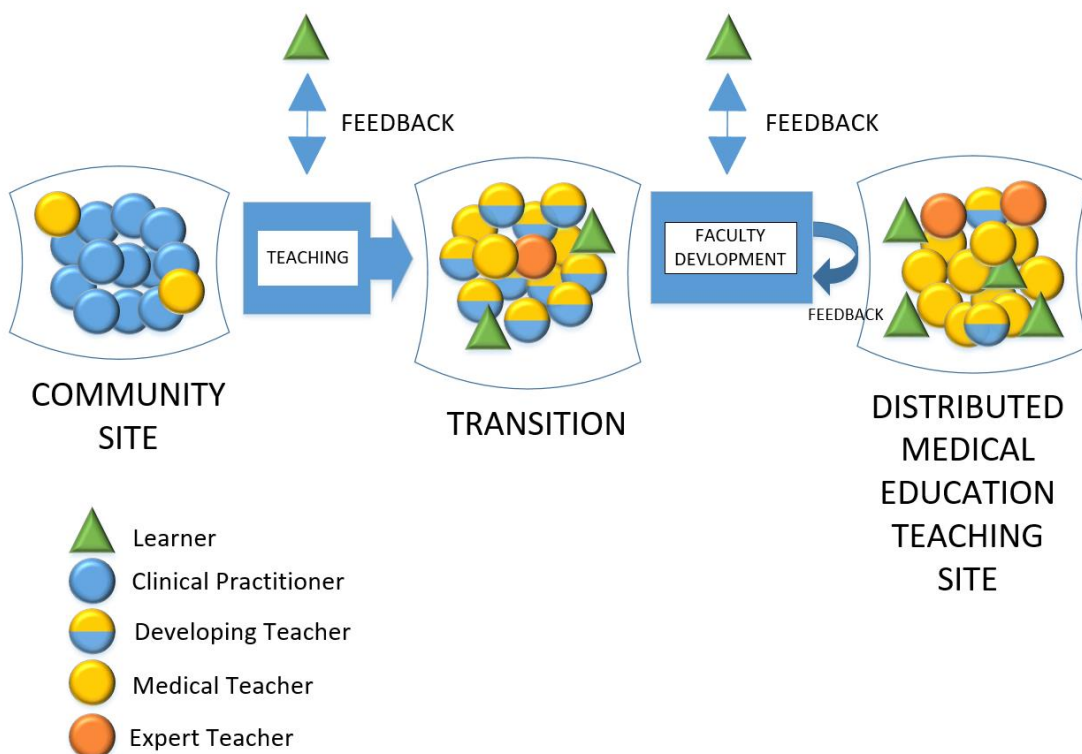 FEEDBACK
FEEDBACK
TEACHING
FACULTY
DEVLOPMENT
FEEDBACK
COMMUNITY
SITE
TRANSITION
DISTRIBUTED
MEDICAL
EDUCATION
TEACHING
SITE
Learner
Clinical Practitioner
Developing Teacher
Medical Teacher
Expert Teacher